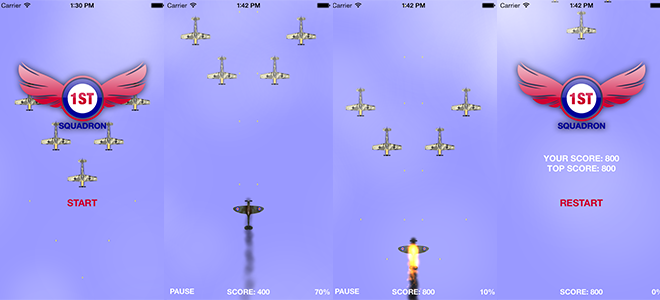 Carrier 1:30 PM
1ST
SQUADRON
START
Carrier 1:42 PM
PAUSE SCORE: 400 70%
Carrier 1:42 PM
PAUSE SCORE: 800 10%
Carrier 1:42 PM
1ST
SQUADRON
YOUR SCORE: 800
TOP SCORE: 800
RESTART
SCORE: 800 0%